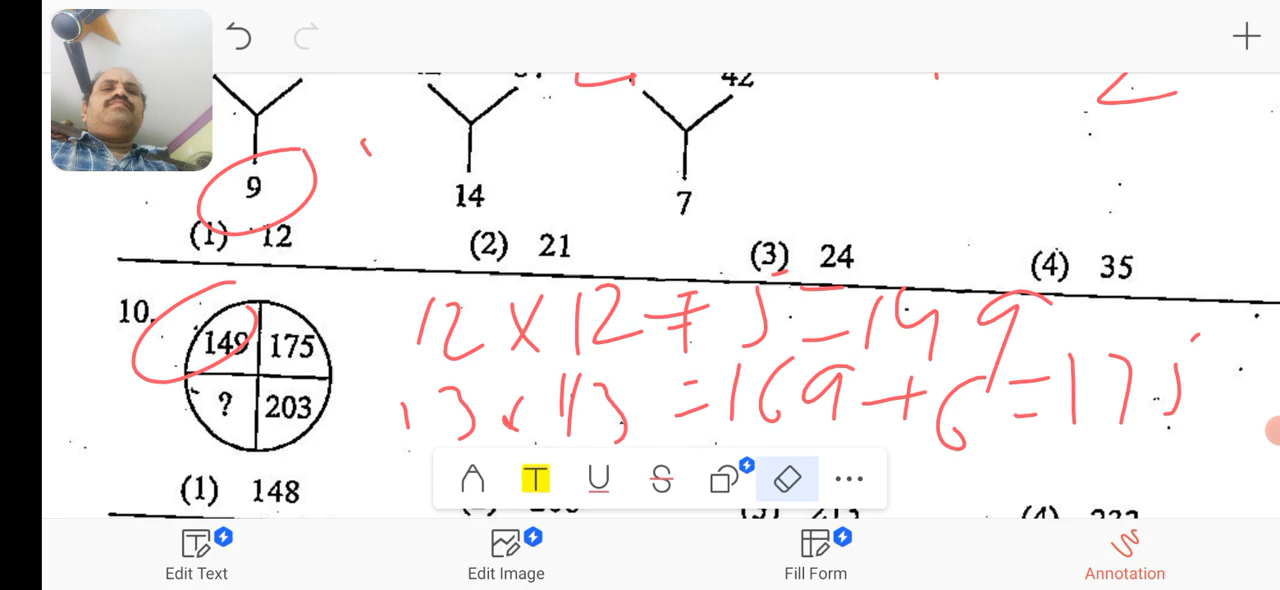 42
9
14
7
(1) 12
(2) 21
(3) 24
(4) 35
10.
149 175
? 203
12 × 12 + 5 = 149
13 × 13 = 169 + 6 = 175
(1) 148
T
U
S
Edit Text
Edit Image
Fill Form
Annotation